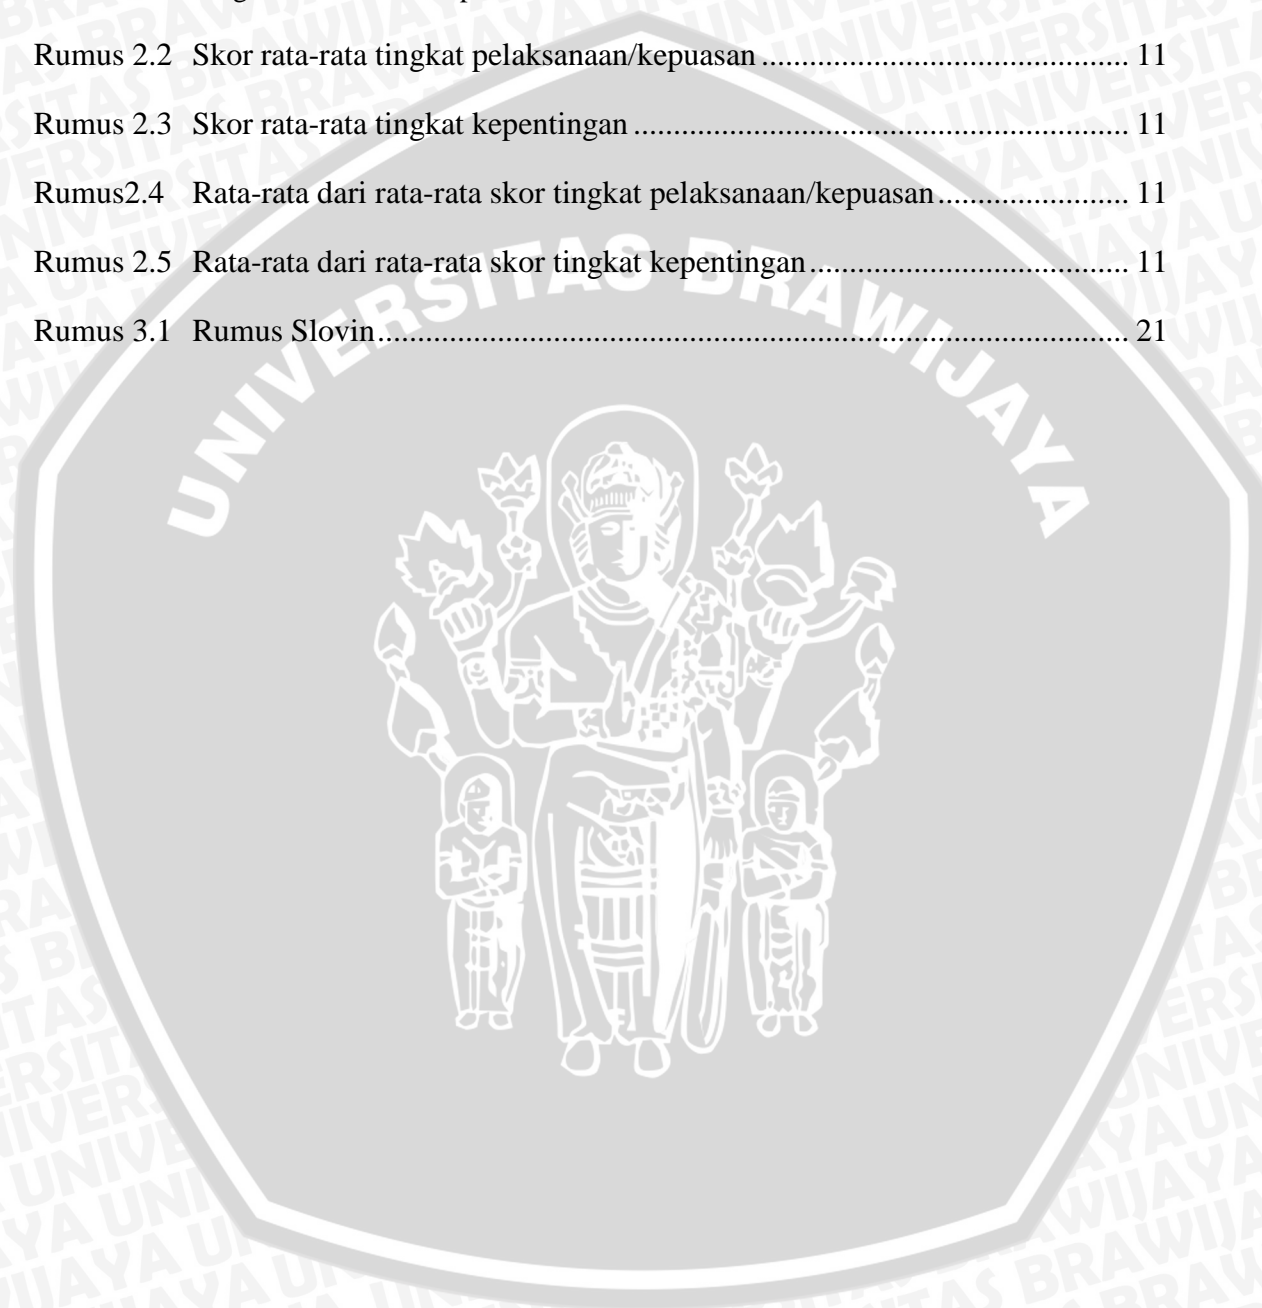 Rumus 2.2 Skor rata-rata tingkat pelaksanaan/kepuasan ............................................. 11
Rumus 2.3 Skor rata-rata tingkat kepentingan ............................................................. 11
Rumus2.4 Rata-rata dari rata-rata skor tingkat pelaksanaan/kepuasan ....................... 11
Rumus 2.5 Rata-rata dari rata-rata skor tingkat kepentingan ....................................... 11
Rumus 3.1 Rumus Slovin ............................................................................................ 21
UNIVERSITAS BRAWIJAYA